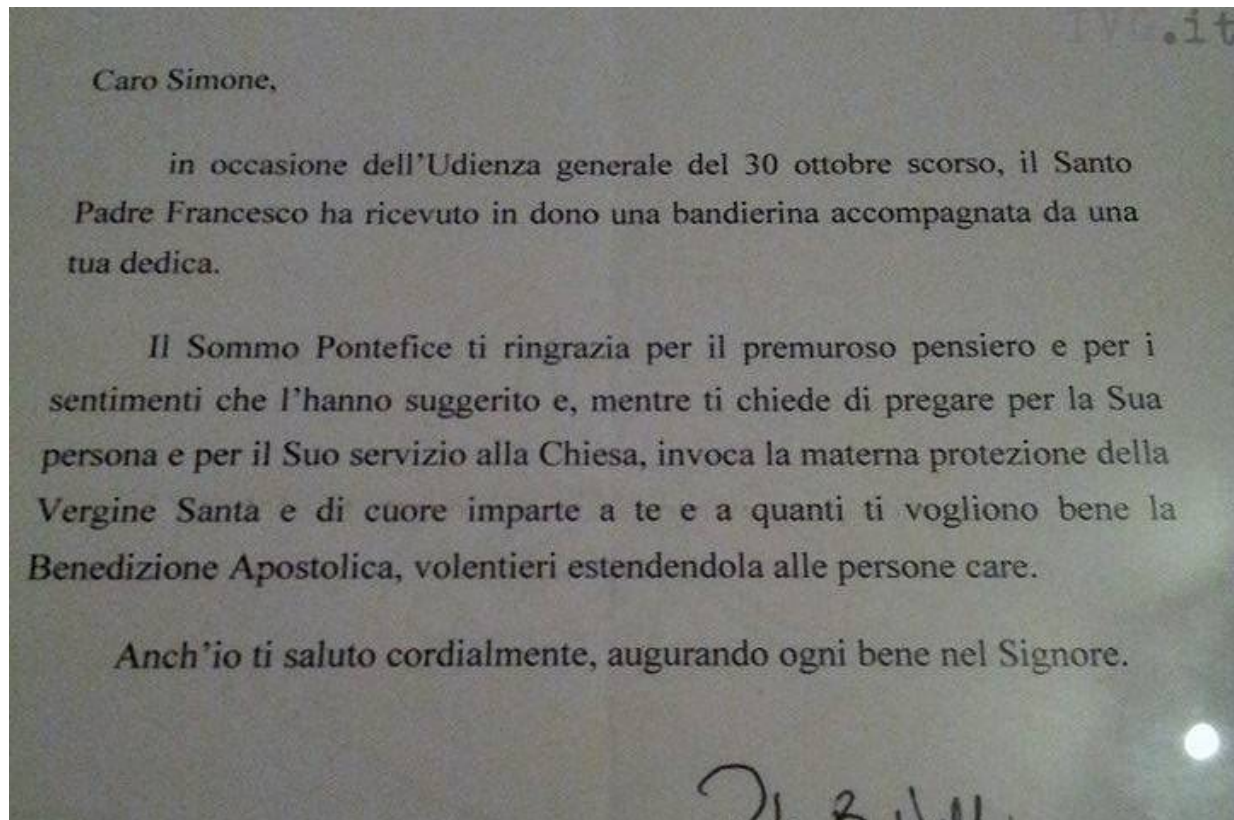 .it
Caro Simone,
in occasione dell'Udienza generale del 30 ottobre scorso, il Santo
Padre Francesco ha ricevuto in dono una bandierina accompagnata da una
tua dedica.
Il Sommo Pontefice ti ringrazia per il premuroso pensiero e per i
sentimenti che l'hanno suggerito e, mentre ti chiede di pregare per la Sua
persona e per il Suo servizio alla Chiesa, invoca la materna protezione della
Vergine Santa e di cuore imparte a te e a quanti ti vogliono bene la
Benedizione Apostolica, volentieri estendendola alle persone care.
Anch'io ti saluto cordialmente, augurando ogni bene nel Signore.